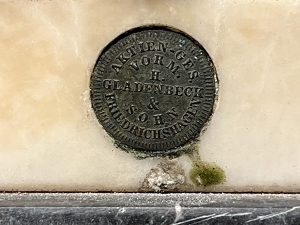 AKTIEN-GES
VORM.
H.
GLADENBECK
&
SOHN
FRIEDRICHSHAGEN